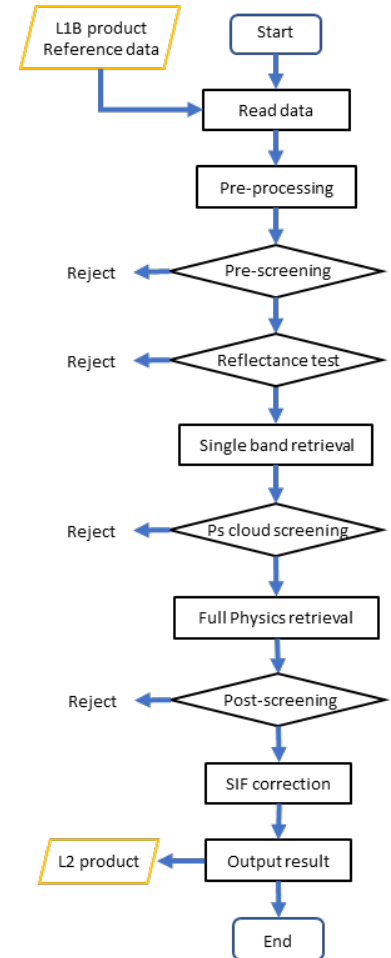 L1B product
Reference data
Start
Read data
Pre-processing
Pre-screening
Reject
Reflectance test
Reject
Single band retrieval
Ps cloud screening
Reject
Full Physics retrieval
Post-screening
Reject
SIF correction
Output result
L2 product
End